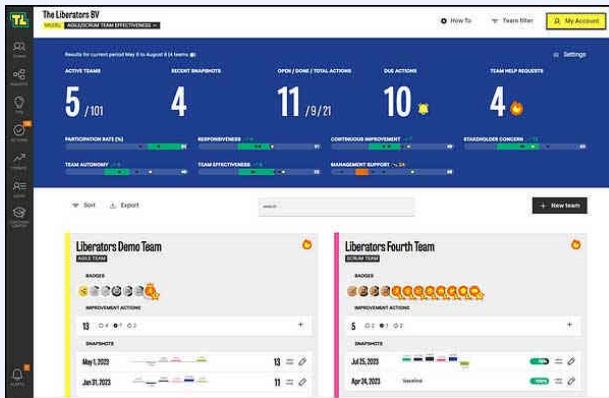 TL
The Liberators BV
MODEL: AGILE/SCRUM TEAM EFFECTIVENESS
How To
Team filter
My Account
Results for current period May 8 to August 8 (4 teams
Settings
ACTIVE TEAMS
RECENT SNAPSHOTS
OPEN / DONE / TOTAL ACTIONS
DUE ACTIONS
TEAM HELP REQUESTS
5 / 101
4
11 / 9 / 21
10
4
PARTICIPATION RATE (%)
RESPONSIVENESS
CONTINUOUS IMPROVEMENT
STAKEHOLDER CONCERN
TEAM AUTONOMY
TEAM EFFECTIVENESS
MANAGEMENT SUPPORT
Sort
Export
New team
Liberators Demo Team
AGILE TEAM
BADGES
IMPROVEMENT ACTIONS
13
SNAPSHOTS
May 1, 2023
13
Jan 31, 2023
11
Liberators Fourth Team
SCRUM TEAM
BADGES
IMPROVEMENT ACTIONS
5
SNAPSHOTS
Jul 25, 2023
Apr 24, 2023
Baseline